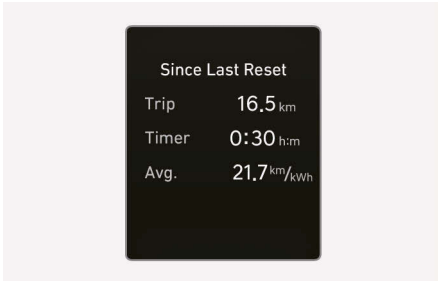 Since Last Reset
Trip 16.5 km
Timer 0:30 h:m
Avg. 21.7 km/kWh